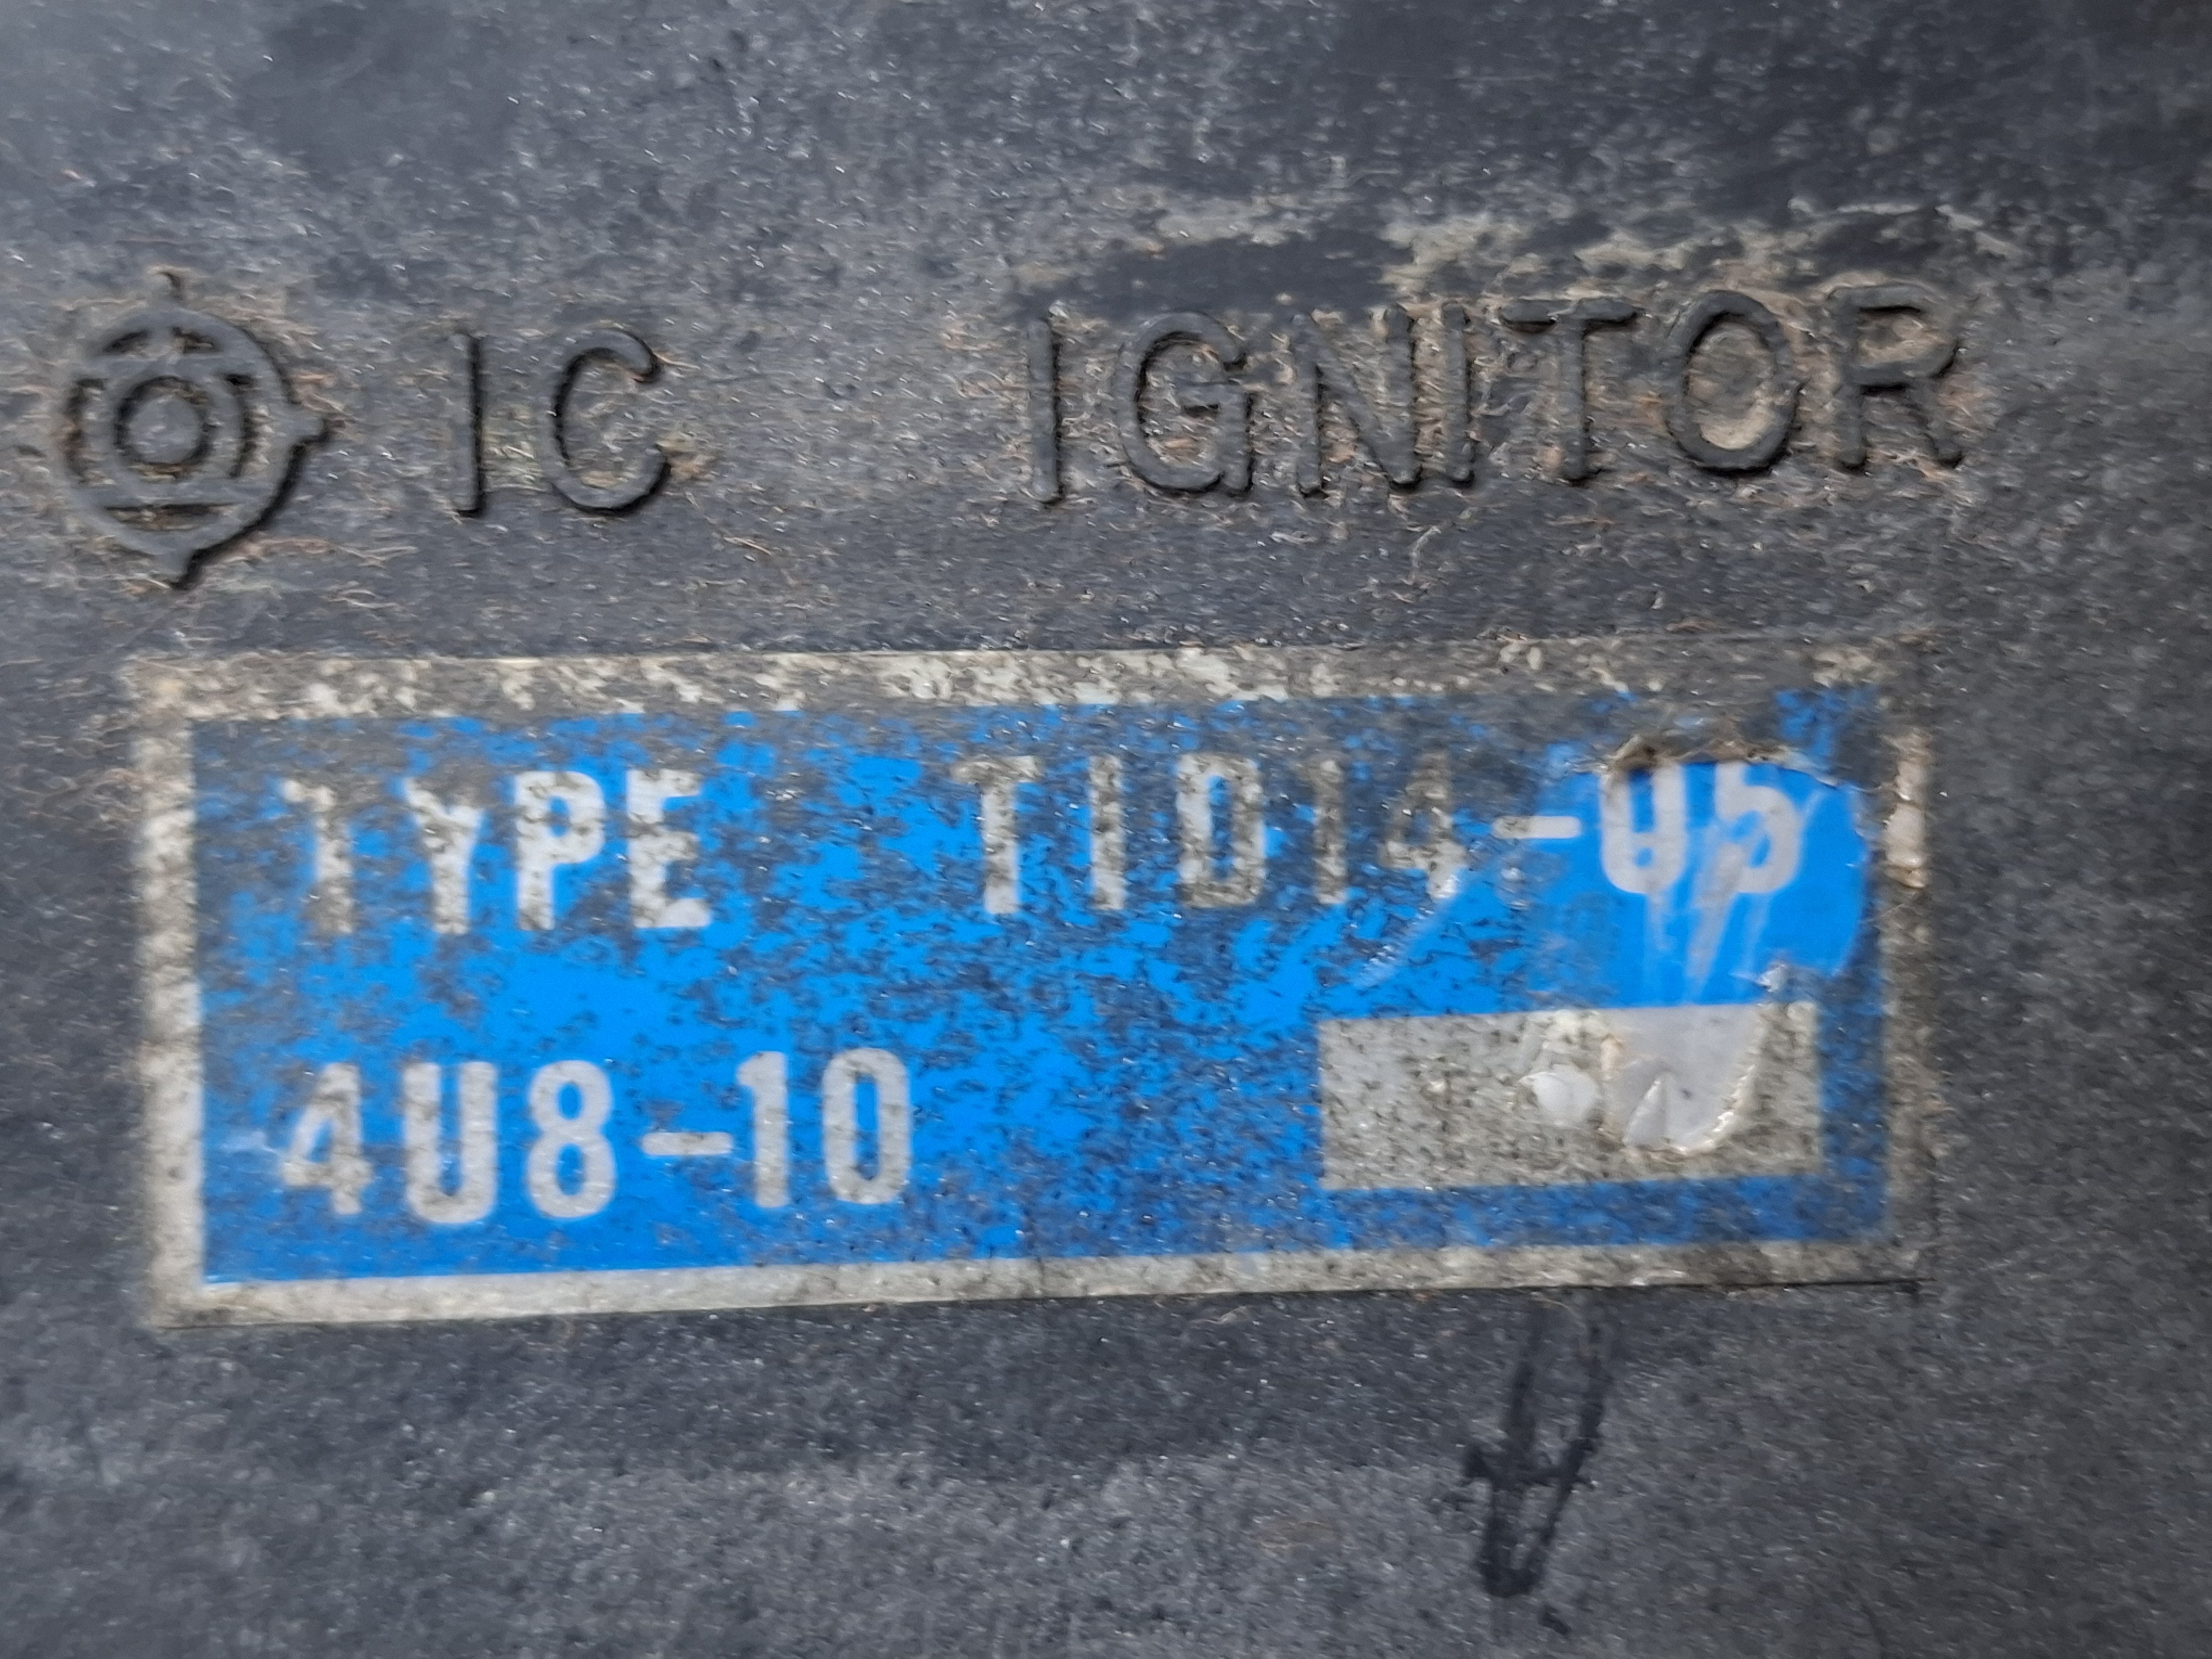 IC IGNITOR
TYPE TID14-05
4U8-10